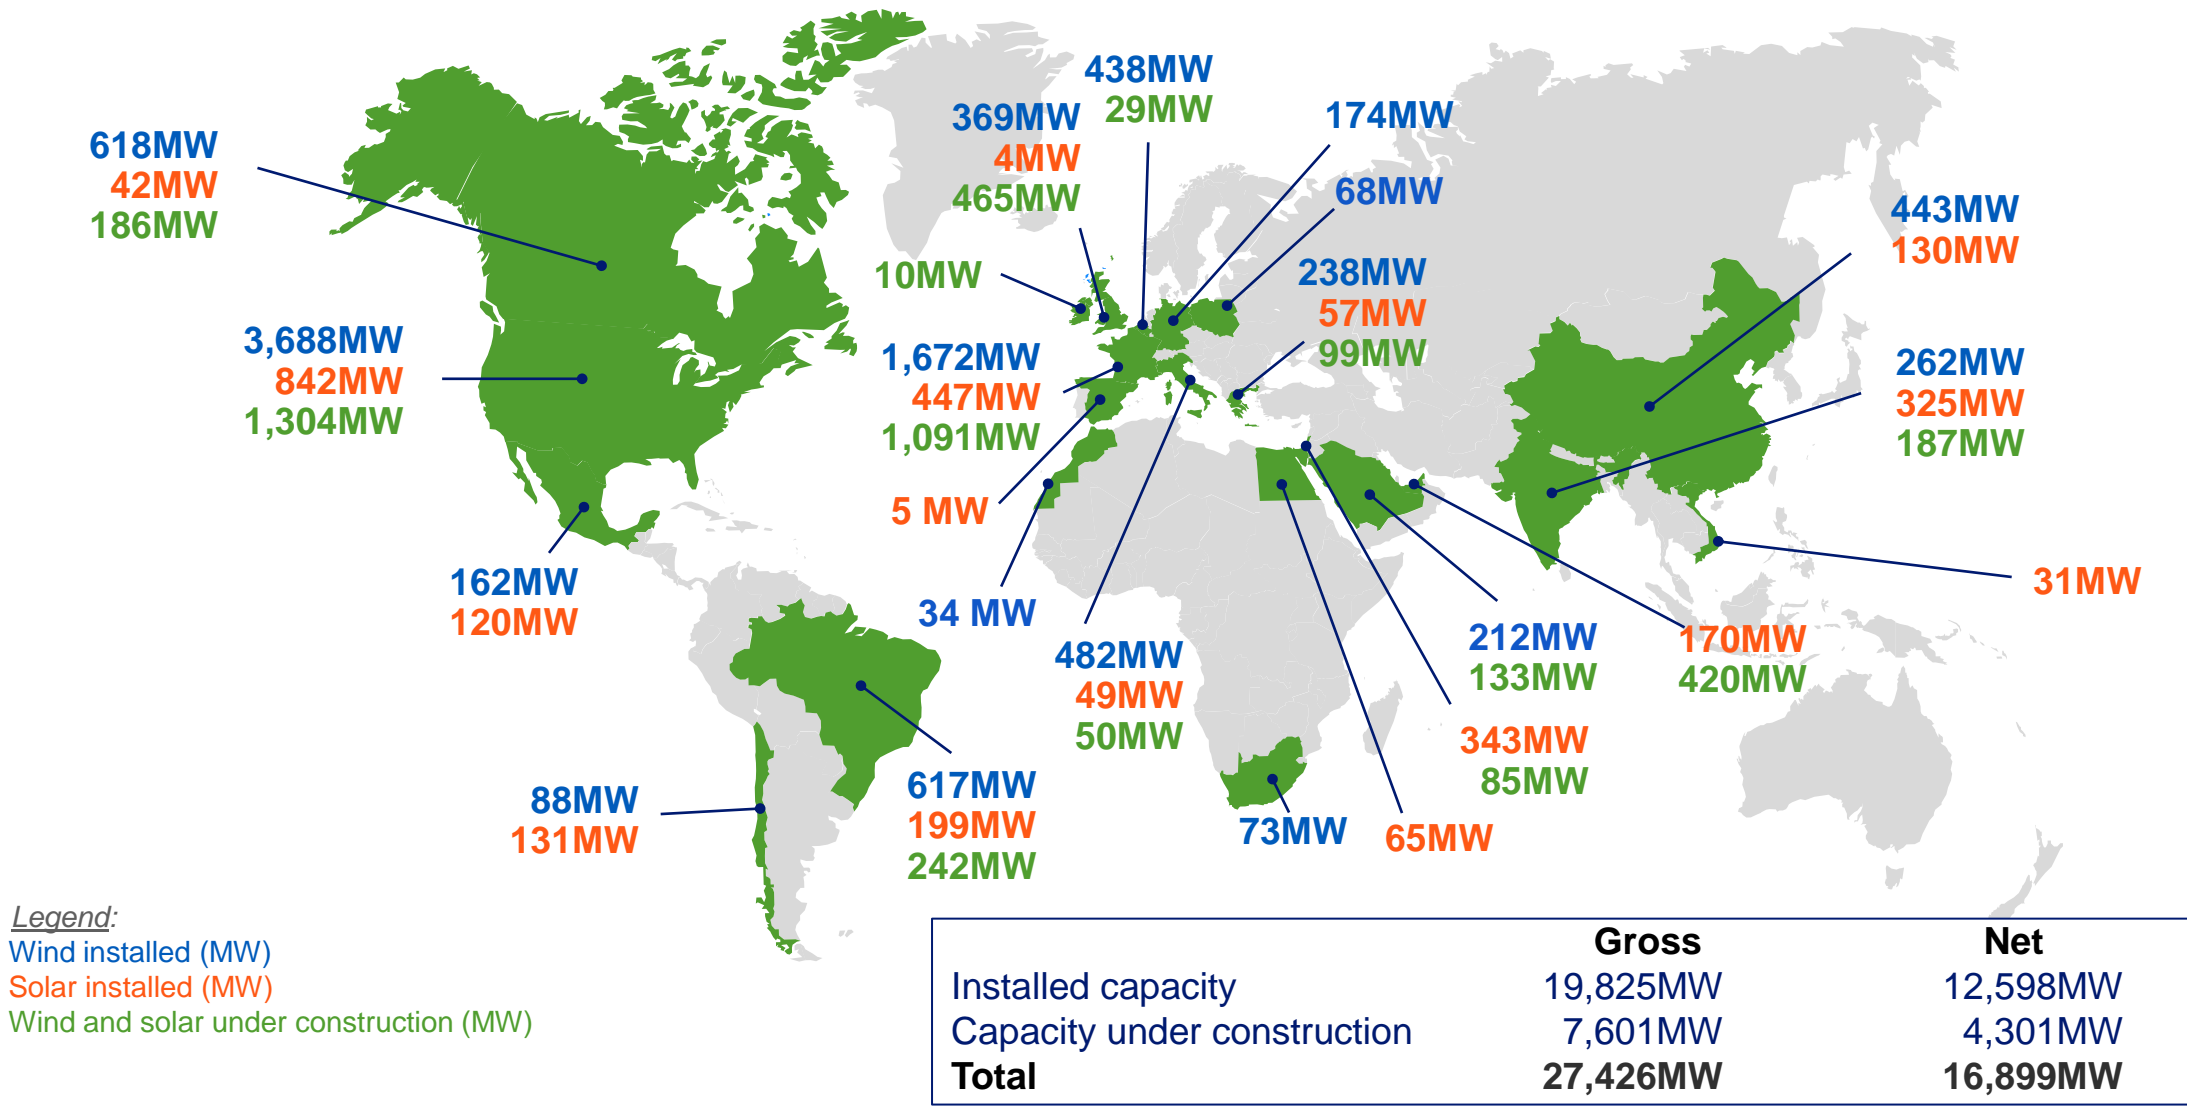 438MW
29MW
369MW
4MW
465MW
174MW
618MW
42MW
186MW
68MW
443MW
130MW
10MW
238MW
57MW
99MW
3,688MW
842MW
1,304MW
1,672MW
447MW
1,091MW
262MW
325MW
187MW
5 MW
162MW
120MW
34 MW
31MW
482MW
49MW
50MW
212MW
133MW
170MW
420MW
343MW
85MW
88MW
131MW
617MW
199MW
242MW
73MW
65MW
Legend:
Wind installed (MW)
Solar installed (MW)
Wind and solar under construction (MW)
Gross Net
Installed capacity 19,825MW 12,598MW
Capacity under construction 7,601MW 4,301MW
Total 27,426MW 16,899MW